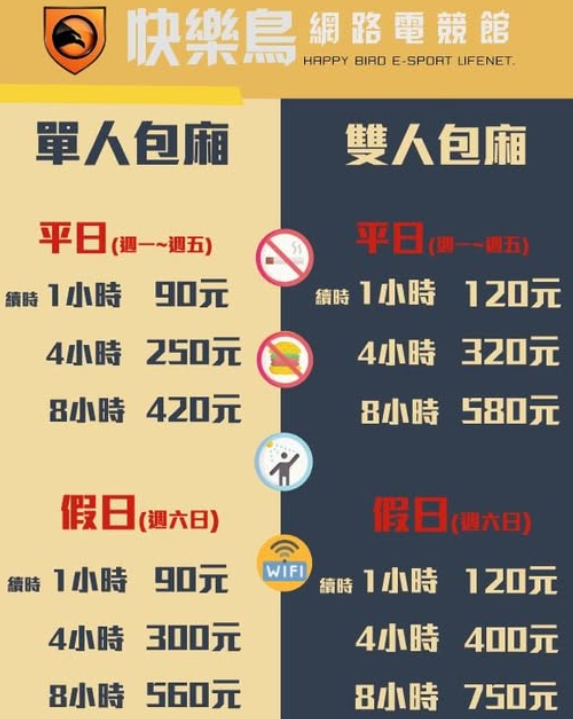 快樂鳥 網路電競館
HAPPY BIRD E-SPORT LIFENET.
單人包廂
平日(週一~週五)
續時 1小時 90元
4小時 250元
8小時 420元
假日(週六日)
續時 1小時 90元
4小時 300元
8小時 560元
雙人包廂
平日(週一~週五)
續時 1小時 120元
4小時 320元
8小時 580元
假日(週六日)
續時 1小時 120元
4小時 400元
8小時 750元
WIFI